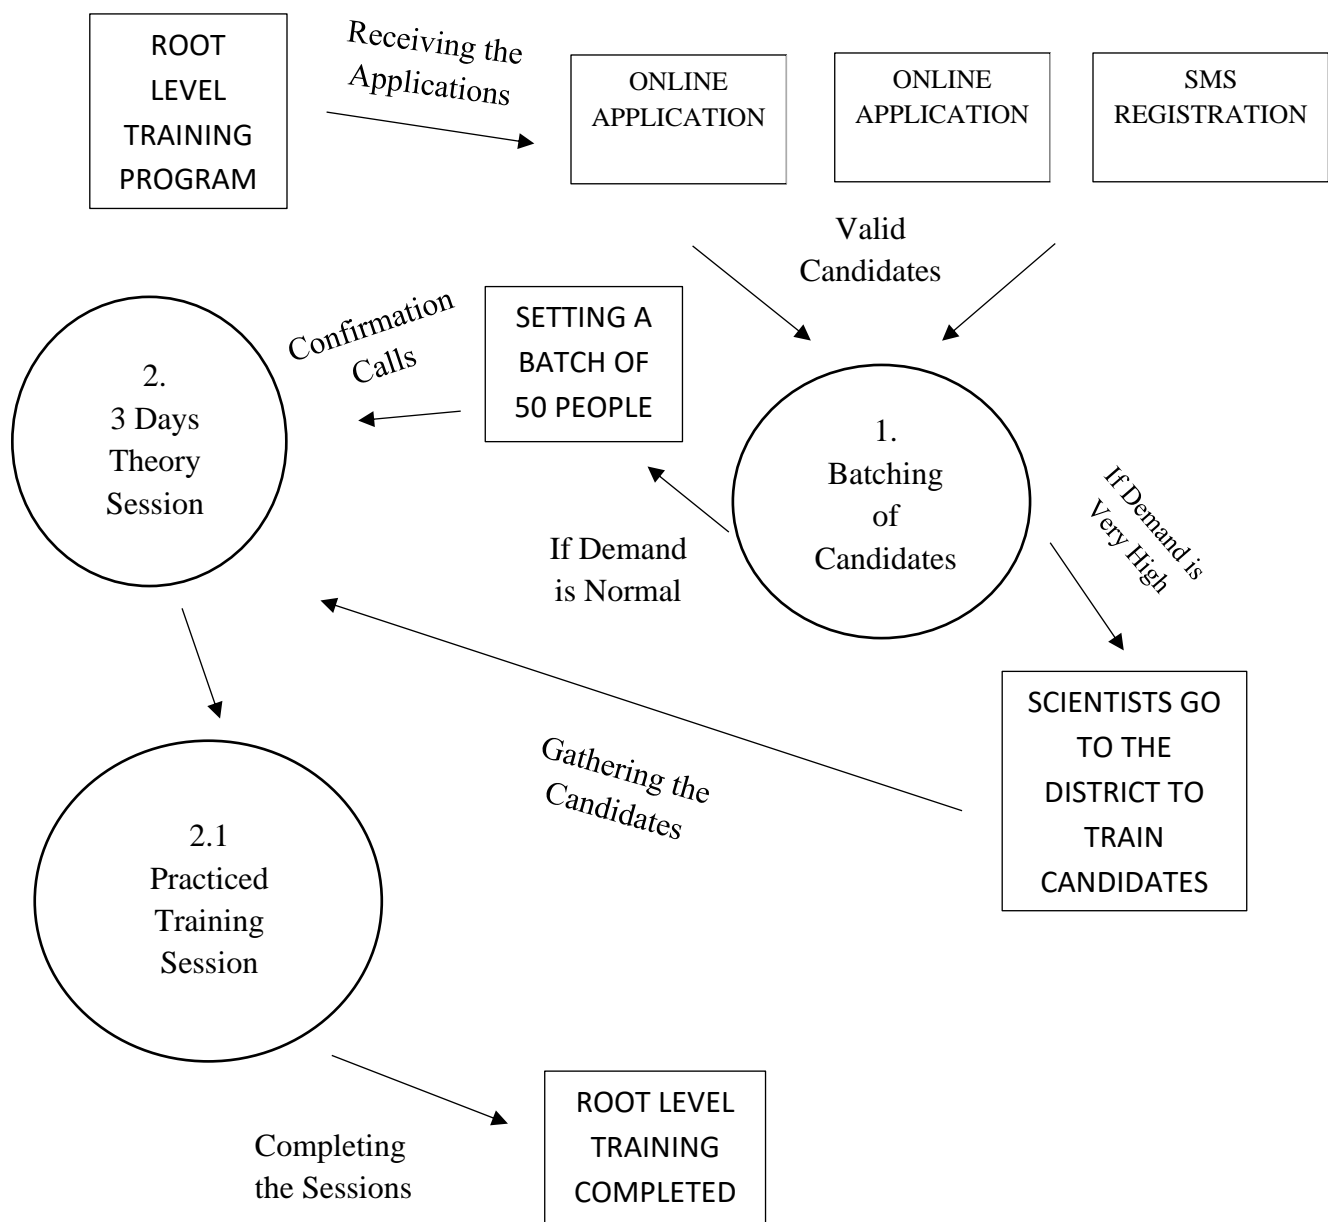 ROOT
LEVEL
TRAINING
PROGRAM
Receiving the
Applications
ONLINE
APPLICATION
ONLINE
APPLICATION
SMS
REGISTRATION
Valid
Candidates
Confirmation
Calls
SETTING A
BATCH OF
50 PEOPLE
2.
3 Days
Theory
Session
1.
Batching
of
Candidates
If Demand is
Very High
If Demand
is Normal
SCIENTISTS GO
TO THE
DISTRICT TO
TRAIN
CANDIDATES
Gathering the
Candidates
2.1
Practiced
Training
Session
Completing
the Sessions
ROOT LEVEL
TRAINING
COMPLETED